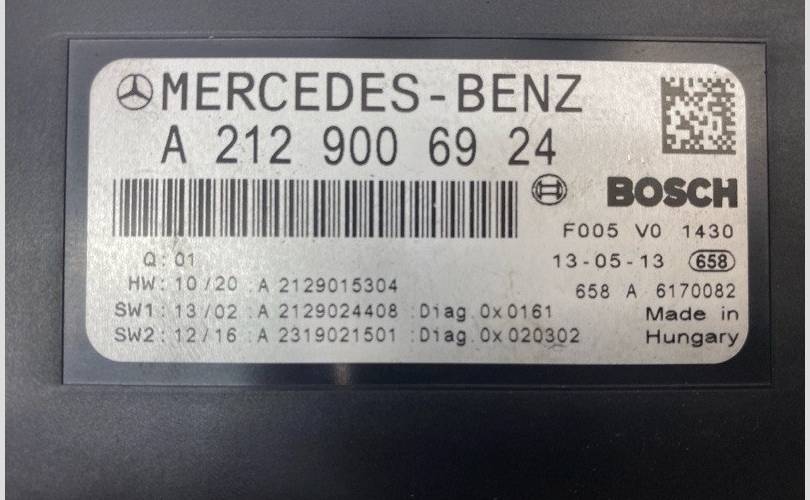 MERCEDES-BENZ
A 212 900 69 24
BOSCH
F005 V0 1430
Q: 01
13-05-13 658
HW: 10/20 :A 2129015304
658 A 6170082
SW1: 13/02 :A 2129024408 :Diag.0x0161
Made in
SW2: 12/16 :A 2319021501 :Diag.0x020302
Hungary